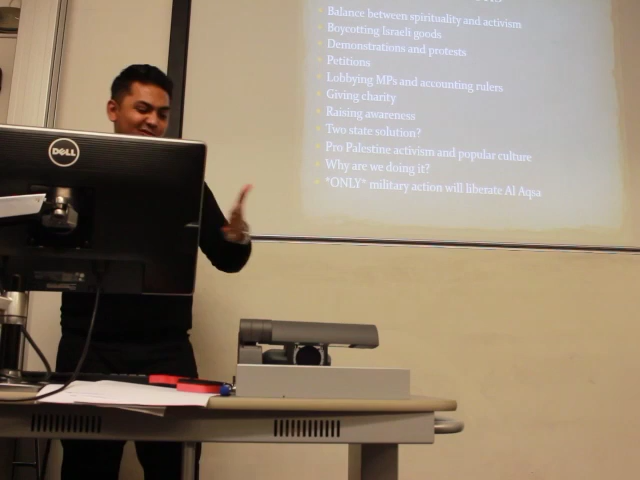 Balance between spirituality and activism
Boycotting Israeli goods
Demonstrations and protests
Petitions
Lobbying MPs and accounting rulers
Giving charity
Raising awareness
Two state solution?
Pro Palestine activism and popular culture
Why are we doing it?
*ONLY* military action will liberate Al Aqsa
DELL